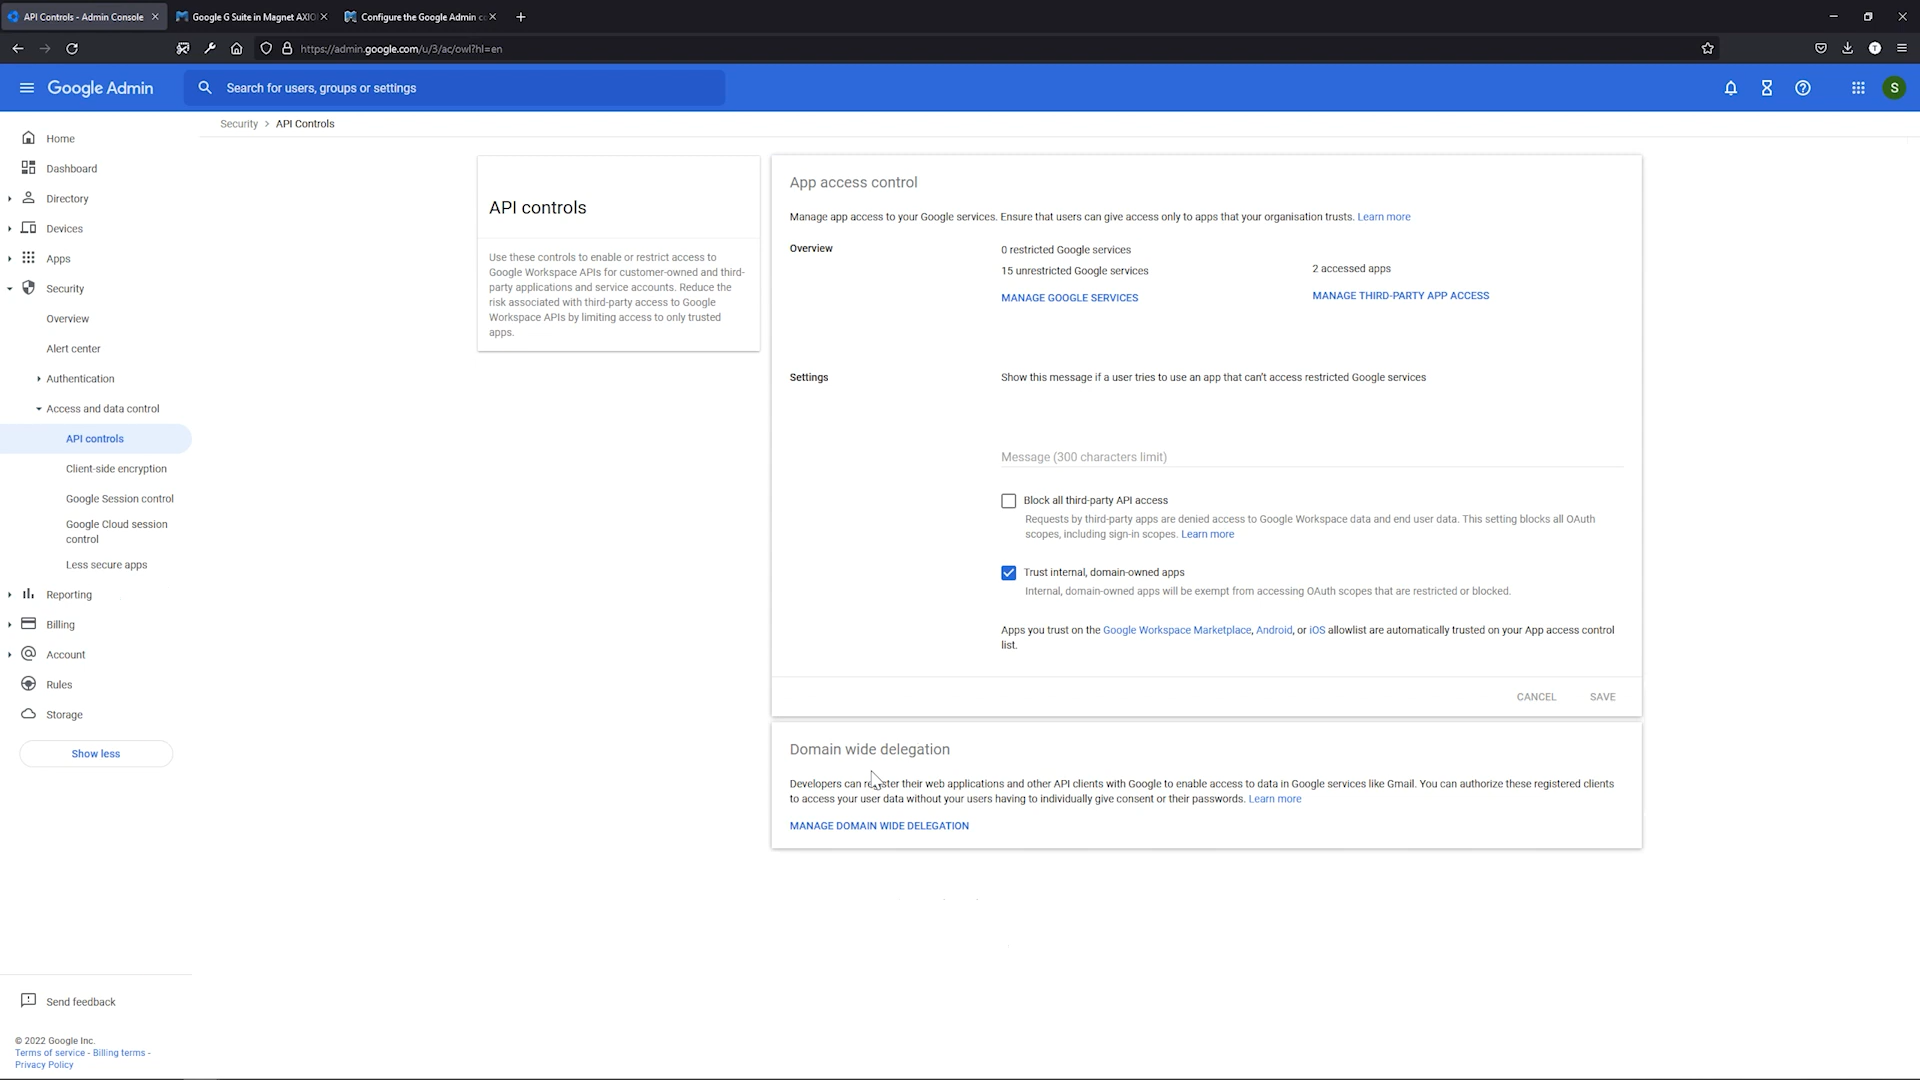 API Controls - Admin Console
Google G Suite in Magnet AXIO
Configure the Google Admin c
https://admin.google.com/u/3/ac/owl?hl=en
T
Google Admin
Search for users, groups or settings
S
Security > API Controls
Home
Dashboard
Directory
Devices
Apps
Security
Overview
Alert center
Authentication
Access and data control
API controls
Client-side encryption
Google Session control
Google Cloud session
control
Less secure apps
Reporting
Billing
Account
Rules
Storage
Show less
Send feedback
© 2022 Google Inc.
Terms of service - Billing terms -
Privacy Policy
API controls
Use these controls to enable or restrict access to
Google Workspace APIs for customer-owned and third-
party applications and service accounts. Reduce the
risk associated with third-party access to Google
Workspace APIs by limiting access to only trusted
apps.
App access control
Manage app access to your Google services. Ensure that users can give access only to apps that your organisation trusts. Learn more
Overview
0 restricted Google services
15 unrestricted Google services
MANAGE GOOGLE SERVICES
2 accessed apps
MANAGE THIRD-PARTY APP ACCESS
Settings
Show this message if a user tries to use an app that can't access restricted Google services
Message (300 characters limit)
Block all third-party API access
Requests by third-party apps are denied access to Google Workspace data and end user data. This setting blocks all OAuth
scopes, including sign-in scopes. Learn more
Trust internal, domain-owned apps
Internal, domain-owned apps will be exempt from accessing OAuth scopes that are restricted or blocked.
Apps you trust on the Google Workspace Marketplace, Android, or iOS allowlist are automatically trusted on your App access control
list.
CANCEL
SAVE
Domain wide delegation
Developers can register their web applications and other API clients with Google to enable access to data in Google services like Gmail. You can authorize these registered clients
to access your user data without your users having to individually give consent or their passwords. Learn more
MANAGE DOMAIN WIDE DELEGATION